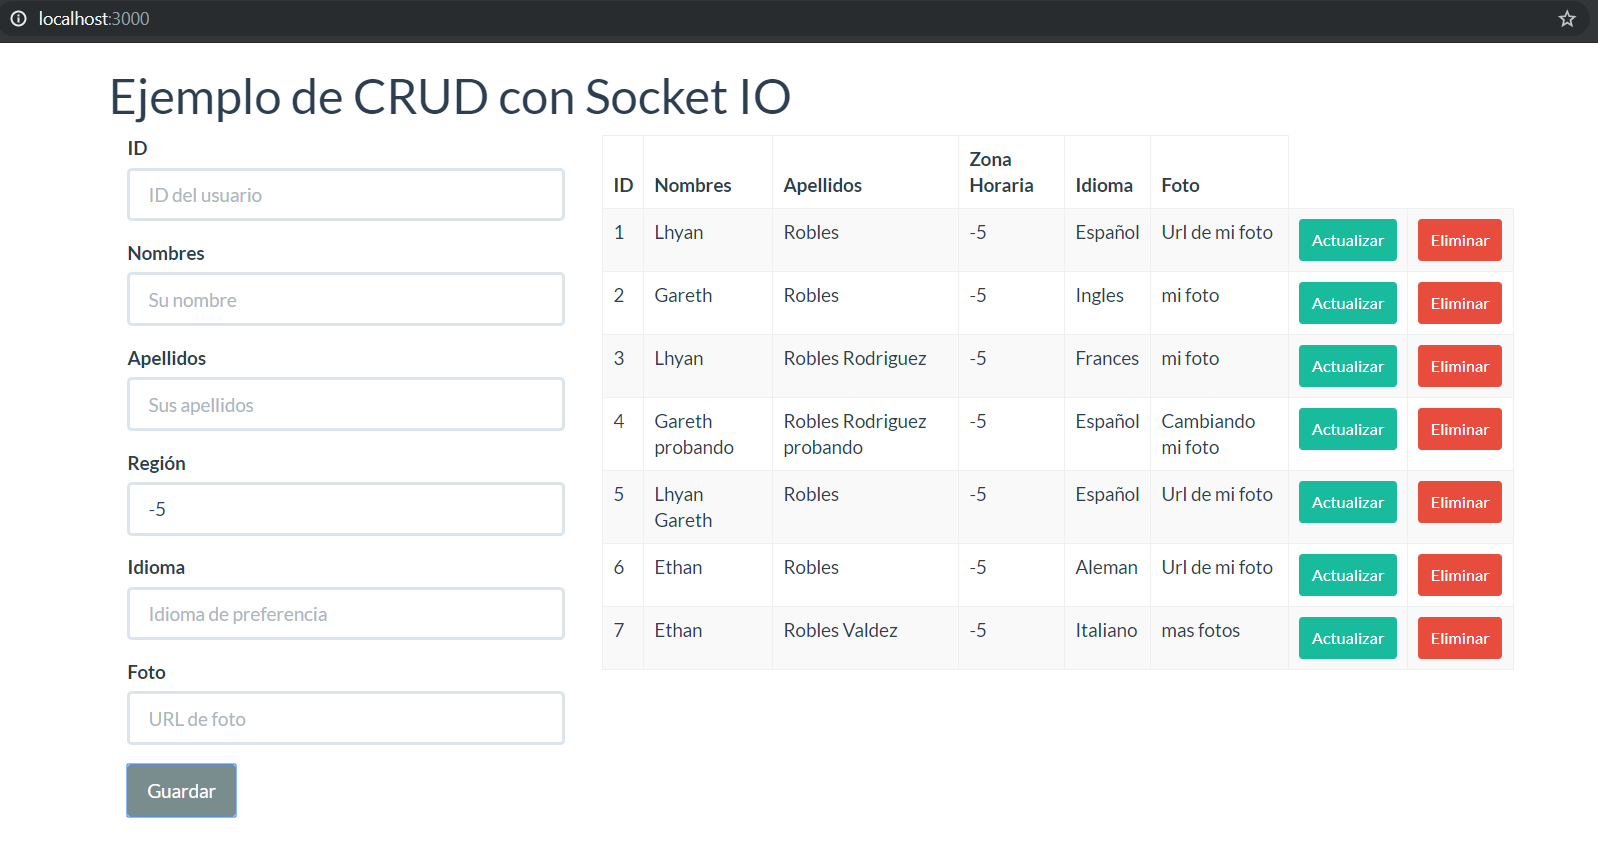 localhost:3000
Ejemplo de CRUD con Socket IO
ID
ID del usuario
Nombres
Su nombre
Apellidos
Sus apellidos
Región
-5
Idioma
Idioma de preferencia
Foto
URL de foto
Guardar
ID Nombres Apellidos Zona Horaria Idioma Foto
1 Lhyan Robles -5 Español Url de mi foto Actualizar Eliminar
2 Gareth Robles -5 Ingles mi foto Actualizar Eliminar
3 Lhyan Robles Rodriguez -5 Frances mi foto Actualizar Eliminar
4 Gareth probando Robles Rodriguez probando -5 Español Cambiando mi foto Actualizar Eliminar
5 Lhyan Gareth Robles -5 Español Url de mi foto Actualizar Eliminar
6 Ethan Robles -5 Aleman Url de mi foto Actualizar Eliminar
7 Ethan Robles Valdez -5 Italiano mas fotos Actualizar Eliminar